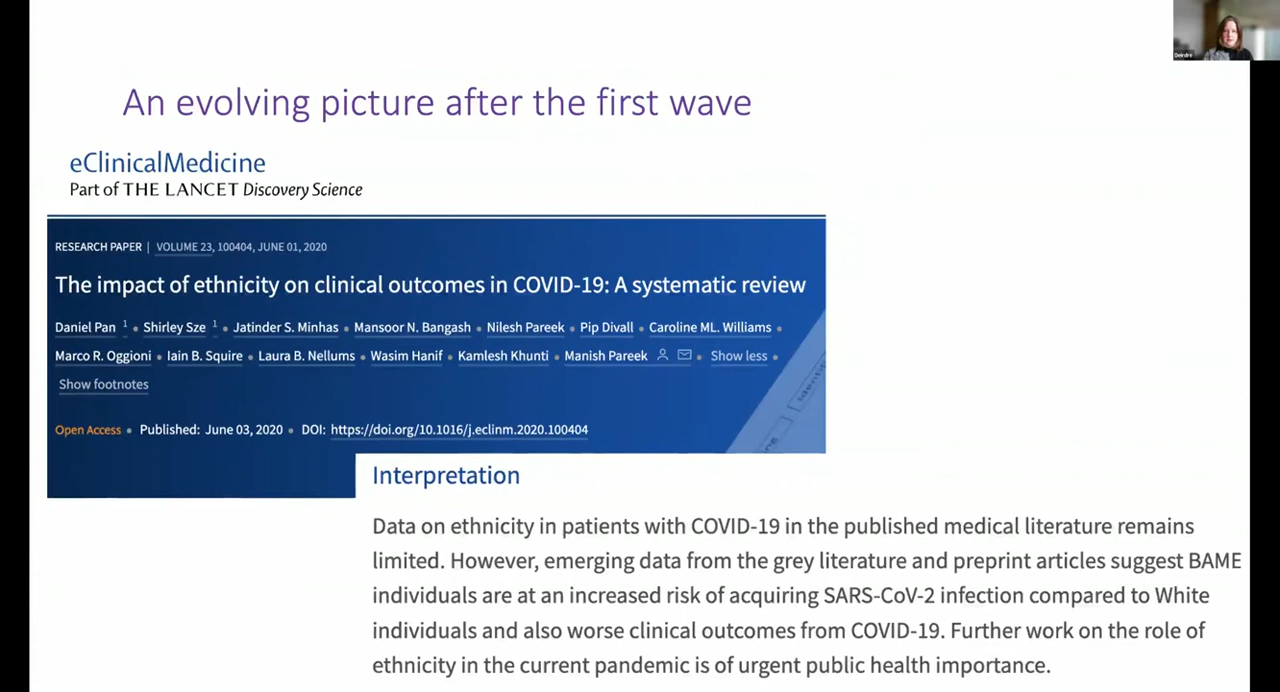 Deirdre
An evolving picture after the first wave
eClinicalMedicine
Part of THE LANCET Discovery Science
RESEARCH PAPER | VOLUME 23, 100404, JUNE 01, 2020
The impact of ethnicity on clinical outcomes in COVID-19: A systematic review
Daniel Pan 1 • Shirley Sze 1 • Jatinder S. Minhas • Mansoor N. Bangash • Nilesh Pareek • Pip Divall • Caroline ML. Williams •
Marco R. Oggioni • Iain B. Squire • Laura B. Nellums • Wasim Hanif • Kamlesh Khunti • Manish Pareek • Show less •
Show footnotes
Open Access • Published: June 03, 2020 • DOI: https://doi.org/10.1016/j.eclinm.2020.100404
Interpretation
Data on ethnicity in patients with COVID-19 in the published medical literature remains
limited. However, emerging data from the grey literature and preprint articles suggest BAME
individuals are at an increased risk of acquiring SARS-CoV-2 infection compared to White
individuals and also worse clinical outcomes from COVID-19. Further work on the role of
ethnicity in the current pandemic is of urgent public health importance.